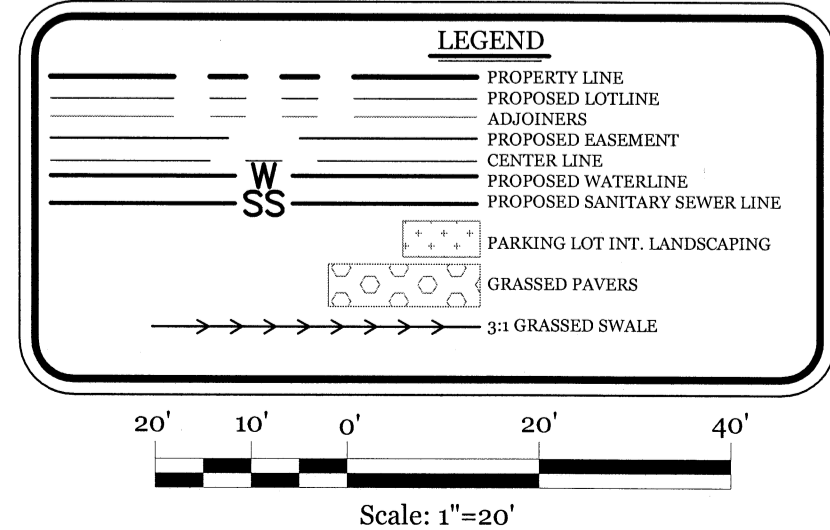 LEGEND
PROPERTY LINE
PROPOSED LOTLINE
ADJOINERS
PROPOSED EASEMENT
CENTER LINE
W PROPOSED WATERLINE
SS PROPOSED SANITARY SEWER LINE
PARKING LOT INT. LANDSCAPING
GRASSED PAVERS
3:1 GRASSED SWALE
20' 10' 0' 20' 40'
Scale: 1"=20'